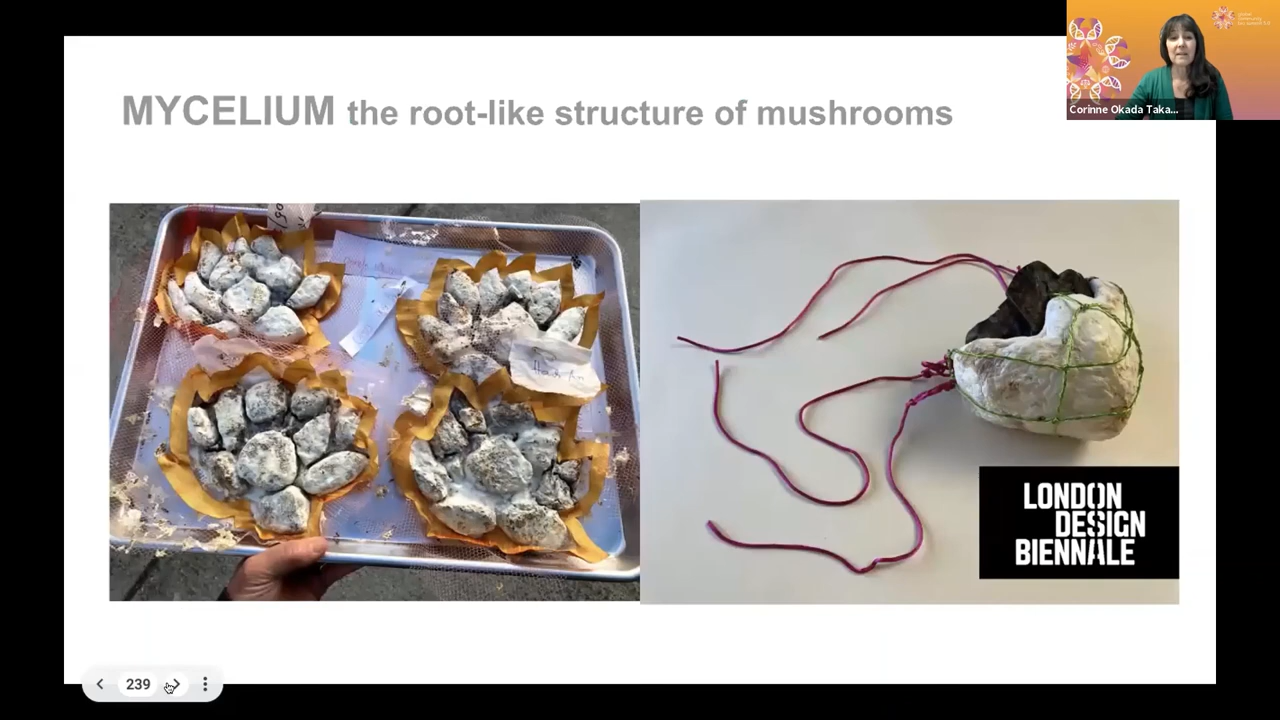 MYCELIUM the root-like structure of mushrooms
Corinne Okada Taka...
LONDON
DESIGN
BIENNALE
239